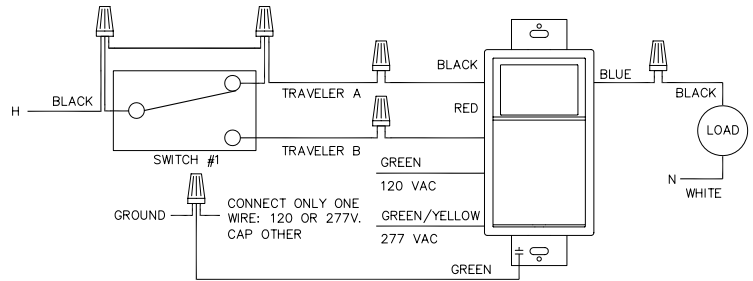 BLACK
BLUE
BLACK
TRAVELER A
H
BLACK
RED
LOAD
TRAVELER B
SWITCH #1
GREEN
120 VAC
N
WHITE
GROUND
CONNECT ONLY ONE
WIRE: 120 OR 277V.
CAP OTHER
GREEN/YELLOW
277 VAC
GREEN